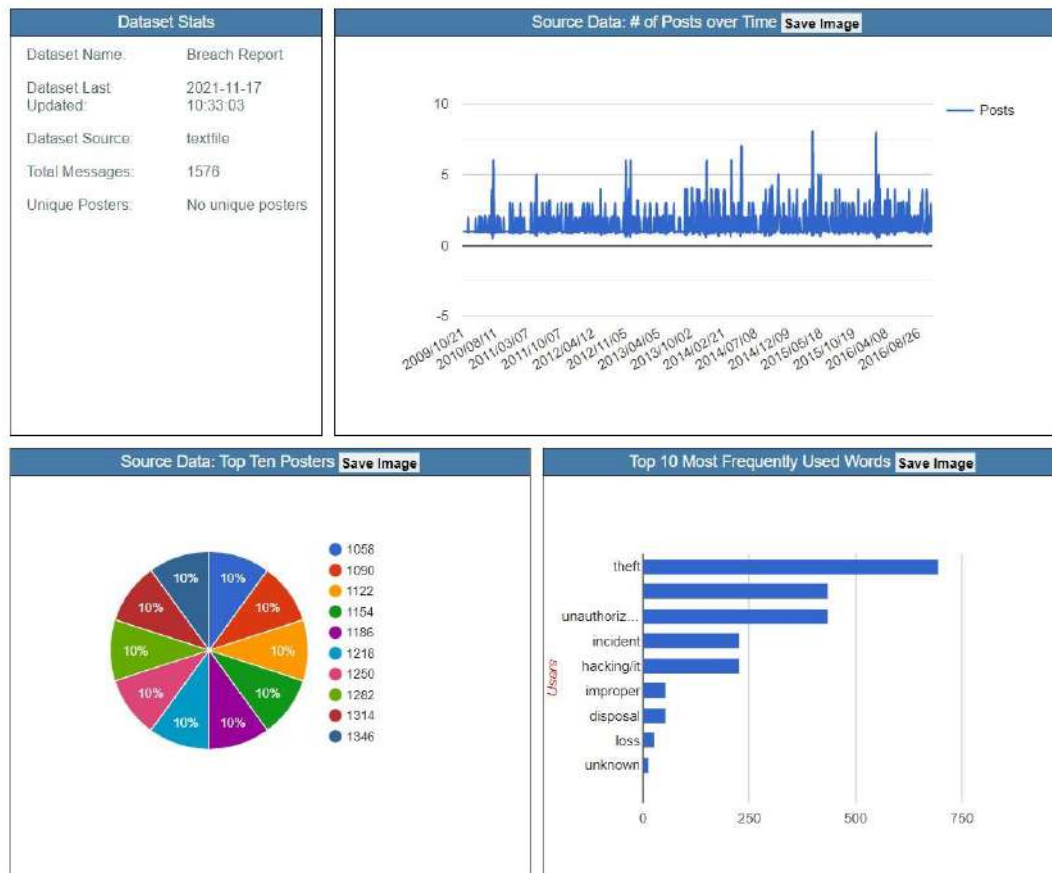 Dataset Stats
Dataset Name: Breach Report
Dataset Last Updated: 2021-11-17 10:33:03
Dataset Source: textfile
Total Messages: 1576
Unique Posters: No unique posters
Source Data: # of Posts over Time Save Image
10
5
0
-5
Posts
2009/10/21
2010/08/11
2011/03/07
2011/10/07
2012/04/12
2012/11/05
2013/04/05
2013/10/02
2014/02/21
2014/07/08
2014/12/09
2015/05/18
2015/10/19
2016/04/08
2016/08/26
Source Data: Top Ten Posters Save Image
10%
10%
10%
10%
10%
10%
10%
10%
10%
10%
1058
1090
1122
1154
1186
1218
1250
1282
1314
1346
Top 10 Most Frequently Used Words Save Image
Users
theft
unauthoriz...
incident
hacking/it
improper
disposal
loss
unknown
0 250 500 750